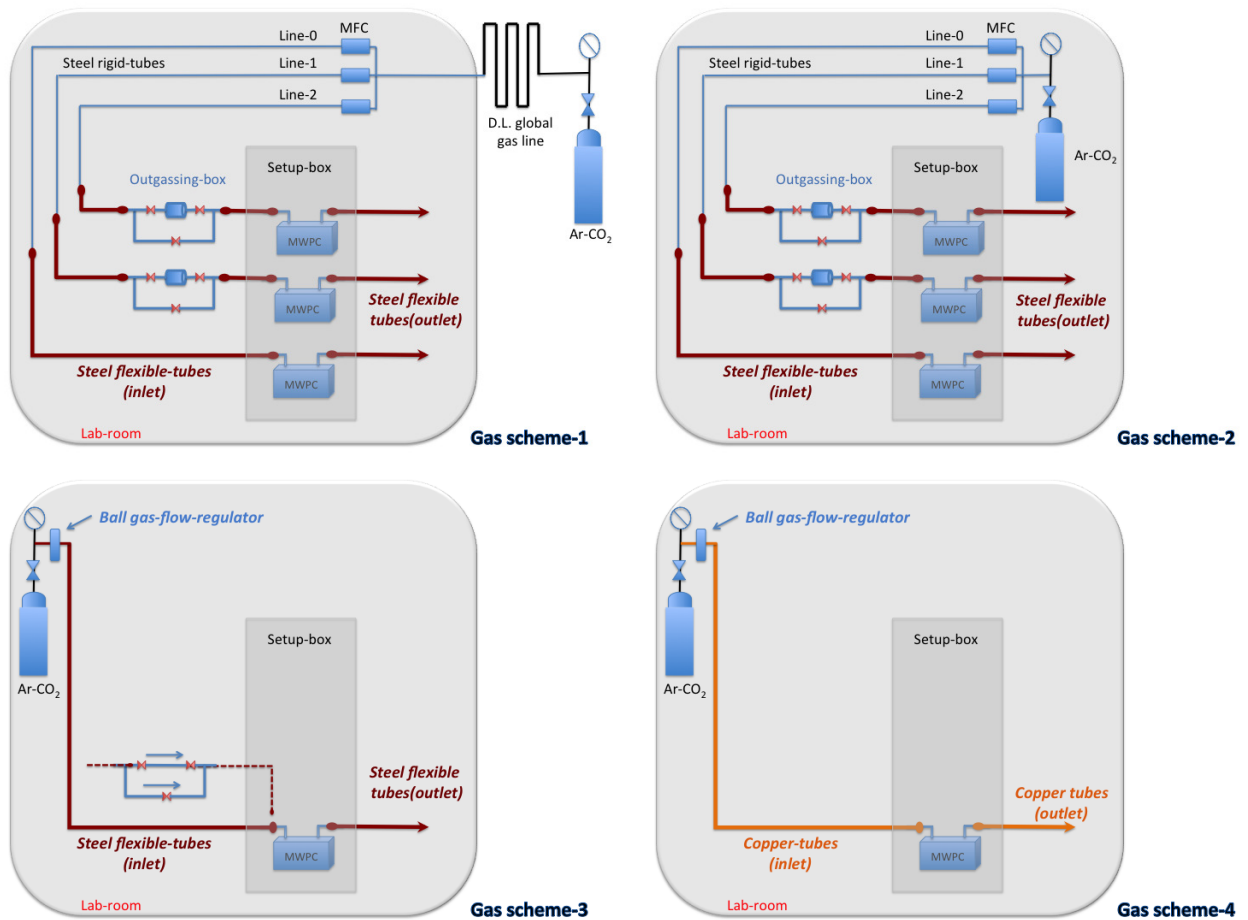 Line-0
MFC
Steel rigid-tubes
Line-1
Line-2
D.L. global
gas line
Setup-box
Outgassing-box
Ar-CO2
MWPC
MWPC
Steel flexible
tubes(outlet)
Steel flexible-tubes
(inlet)
MWPC
Lab-room
Gas scheme-1
Line-0
MFC
Steel rigid-tubes
Line-1
Line-2
Ar-CO2
Setup-box
Outgassing-box
MWPC
MWPC
Steel flexible
tubes(outlet)
Steel flexible-tubes
(inlet)
MWPC
Lab-room
Gas scheme-2
Ball gas-flow-regulator
Setup-box
Ar-CO2
Steel flexible
tubes(outlet)
Steel flexible-tubes
(inlet)
MWPC
Lab-room
Gas scheme-3
Ball gas-flow-regulator
Setup-box
Ar-CO2
Copper tubes
(outlet)
Copper-tubes
(inlet)
MWPC
Lab-room
Gas scheme-4